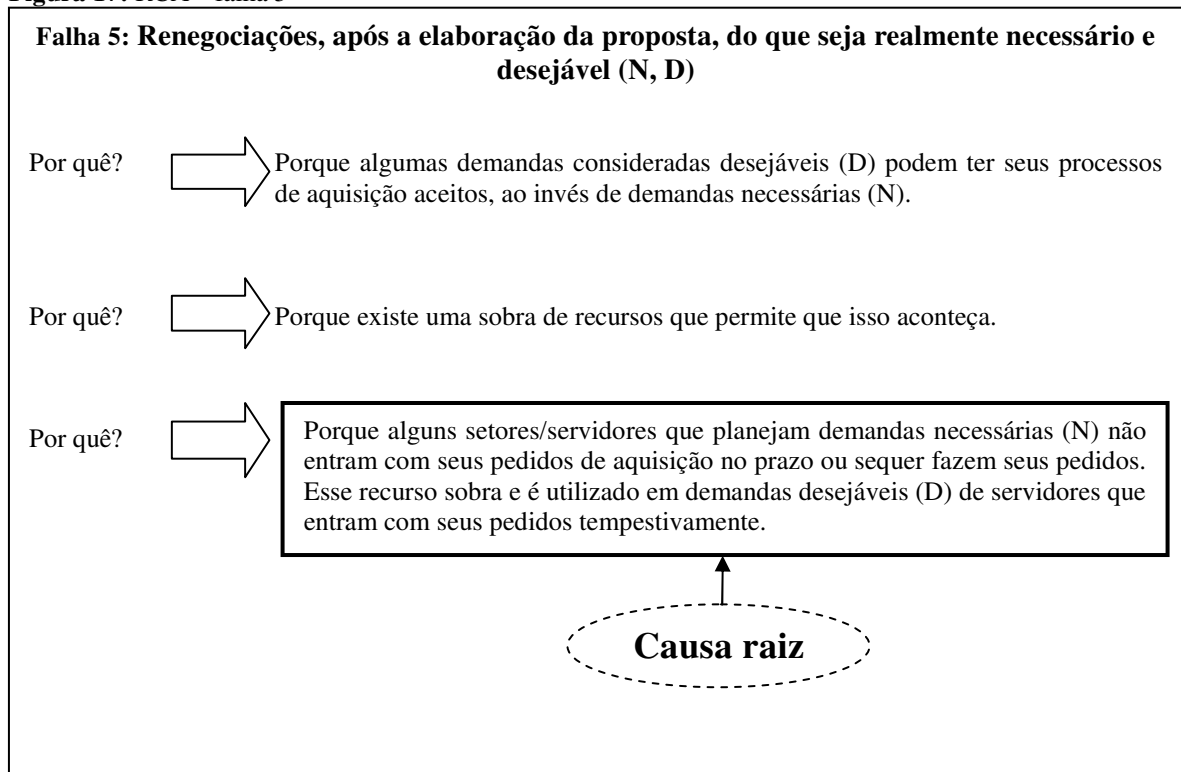 Falha 5: Renegociações, após a elaboração da proposta, do que seja realmente necessário e
desejável (N, D)
Por quê?
Porque algumas demandas consideradas desejáveis (D) podem ter seus processos
de aquisição aceitos, ao invés de demandas necessárias (N).
Por quê?
Porque existe uma sobra de recursos que permite que isso aconteça.
Por quê?
Porque alguns setores/servidores que planejam demandas necessárias (N) não
entram com seus pedidos de aquisição no prazo ou sequer fazem seus pedidos.
Esse recurso sobra e é utilizado em demandas desejáveis (D) de servidores que
entram com seus pedidos tempestivamente.
Causa raiz